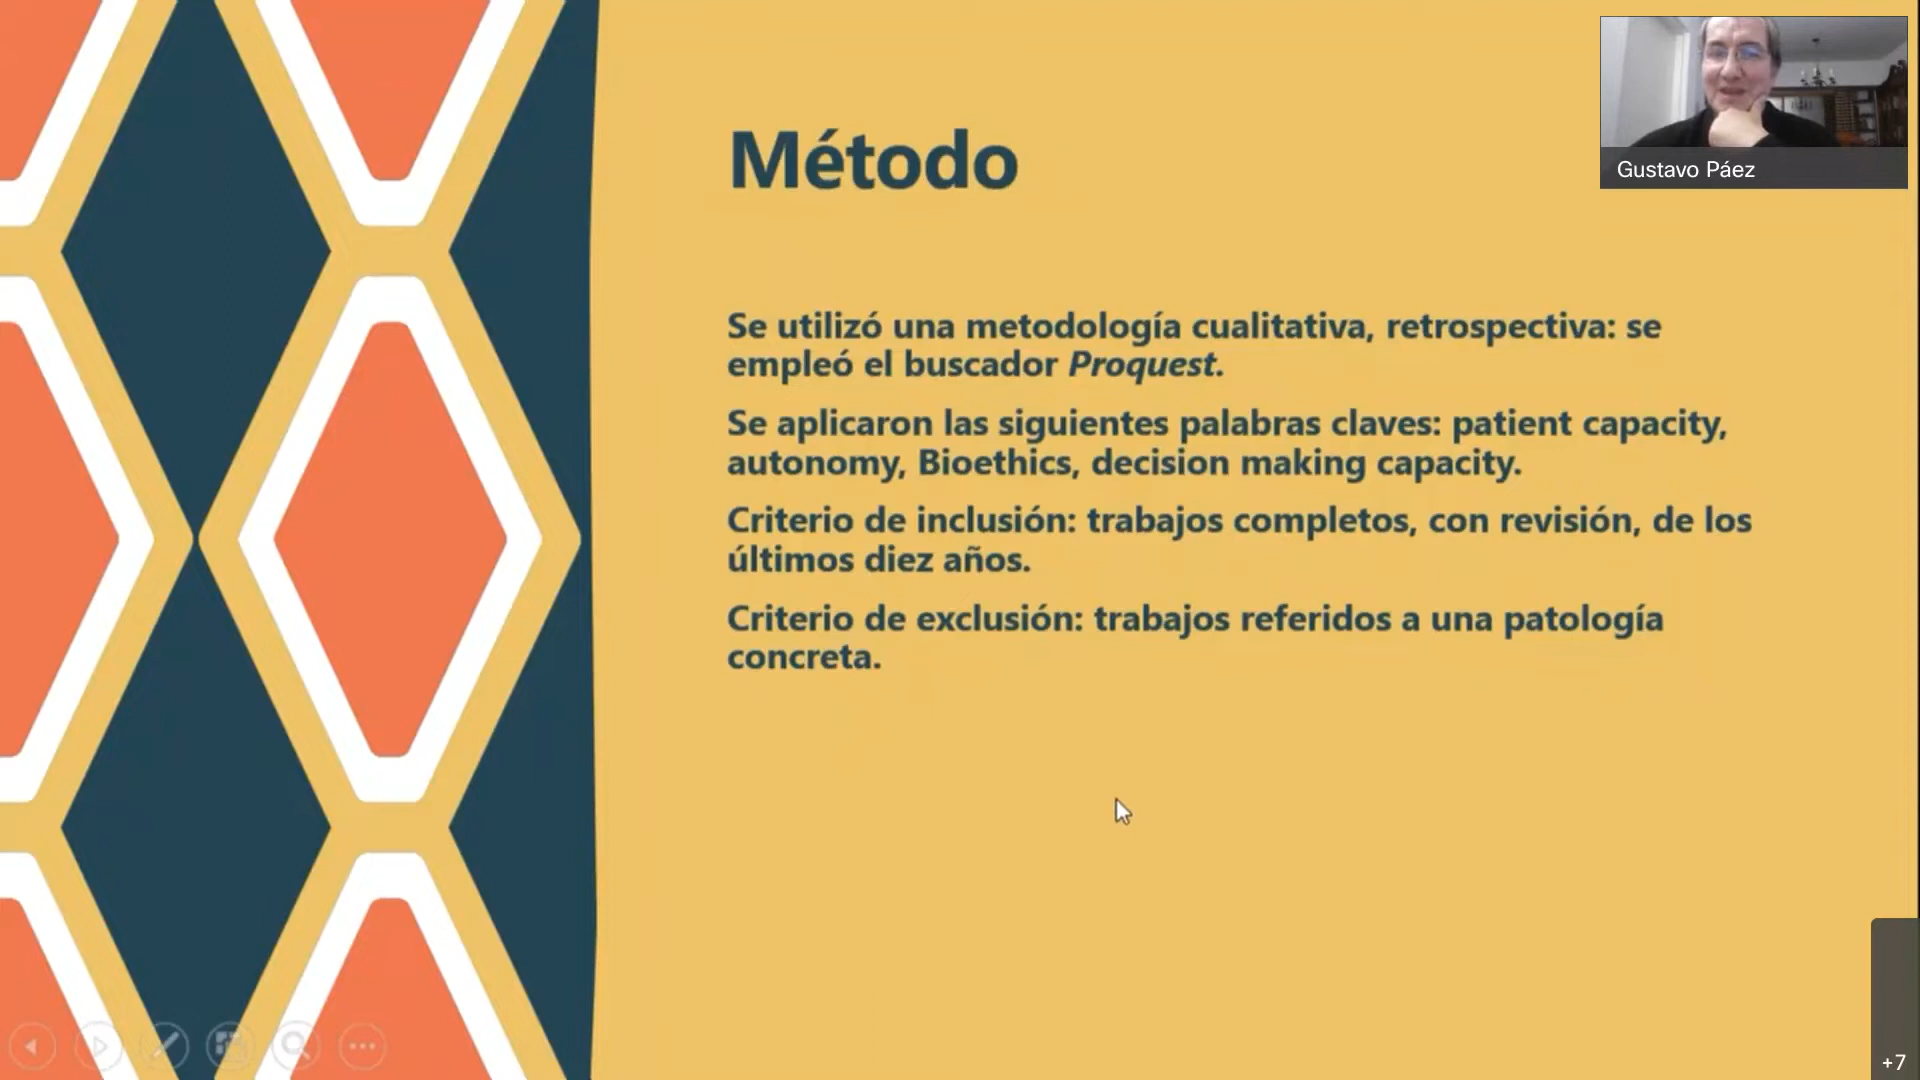 Método
Gustavo Páez
Se utilizó una metodología cualitativa, retrospectiva: se
empleó el buscador Proquest.
Se aplicaron las siguientes palabras claves: patient capacity,
autonomy, Bioethics, decision making capacity.
Criterio de inclusión: trabajos completos, con revisión, de los
últimos diez años.
Criterio de exclusión: trabajos referidos a una patología
concreta.
+7